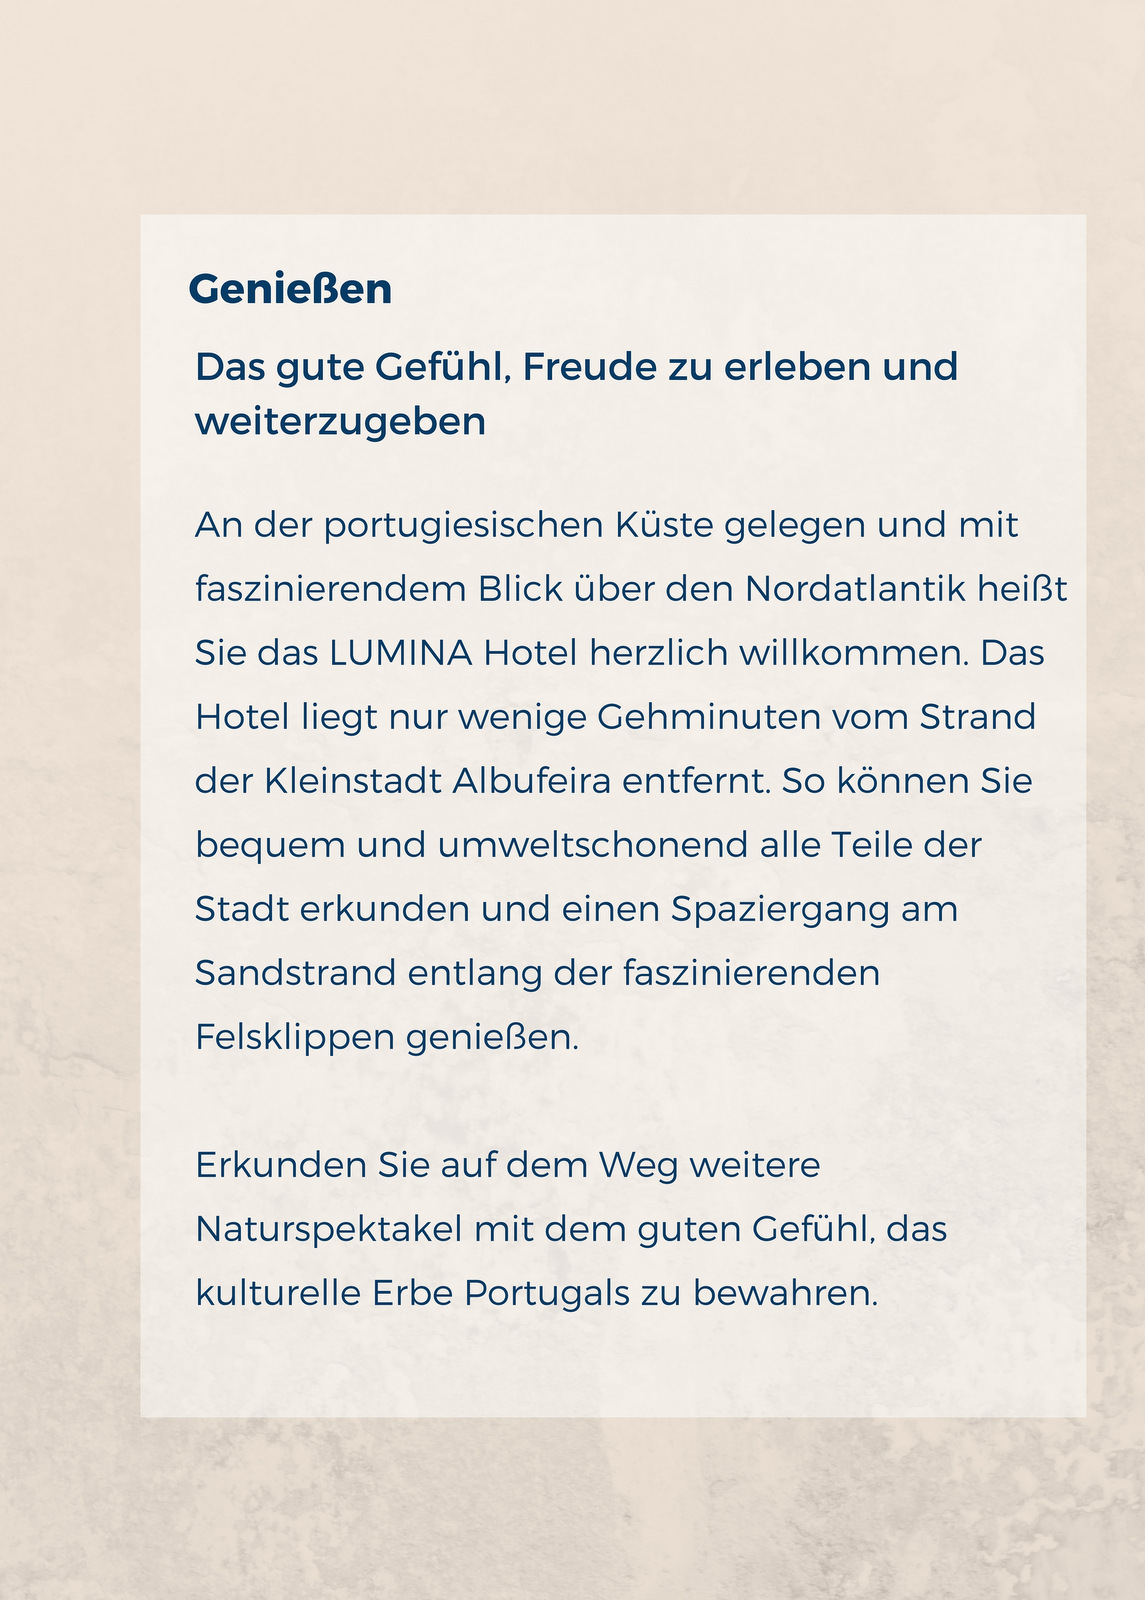 Genießen
Das gute Gefühl, Freude zu erleben und
weiterzugeben
An der portugiesischen Küste gelegen und mit
faszinierendem Blick über den Nordatlantik heißt
Sie das LUMINA Hotel herzlich willkommen. Das
Hotel liegt nur wenige Gehminuten vom Strand
der Kleinstadt Albufeira entfernt. So können Sie
bequem und umweltschonend alle Teile der
Stadt erkunden und einen Spaziergang am
Sandstrand entlang der faszinierenden
Felsklippen genießen.
Erkunden Sie auf dem Weg weitere
Naturspektakel mit dem guten Gefühl, das
kulturelle Erbe Portugals zu bewahren.